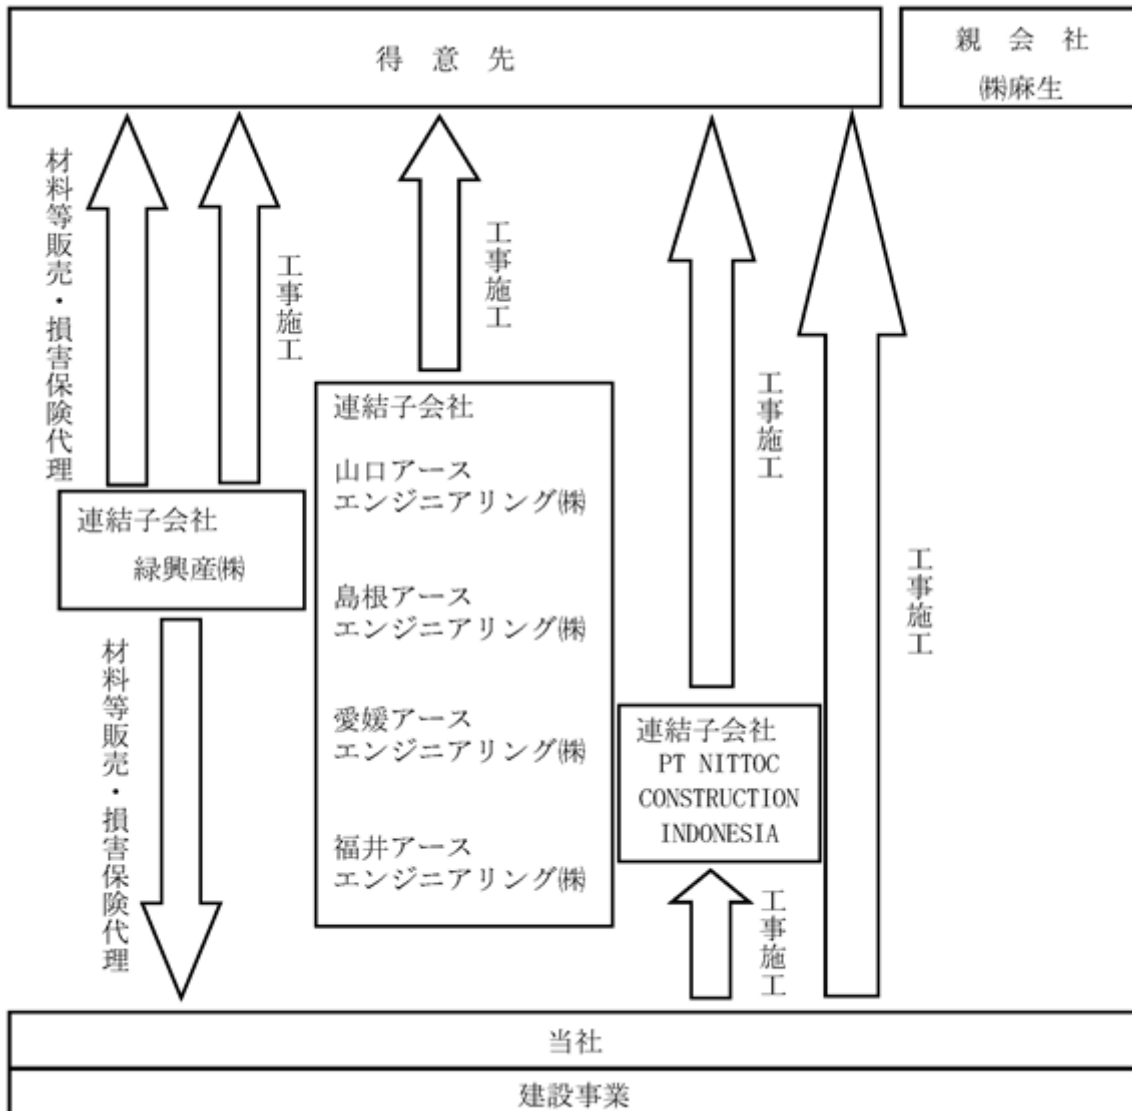 得意先
親会社
㈱麻生
材料等販売・損害保険代理
工事施工
工事施工
工事施工
工事施工
連結子会社
緑興産㈱
連結子会社
山口アース
エンジニアリング㈱
島根アース
エンジニアリング㈱
愛媛アース
エンジニアリング㈱
福井アース
エンジニアリング㈱
連結子会社
PT NITTOC
CONSTRUCTION
INDONESIA
材料等販売・損害保険代理
工事施工
当社
建設事業